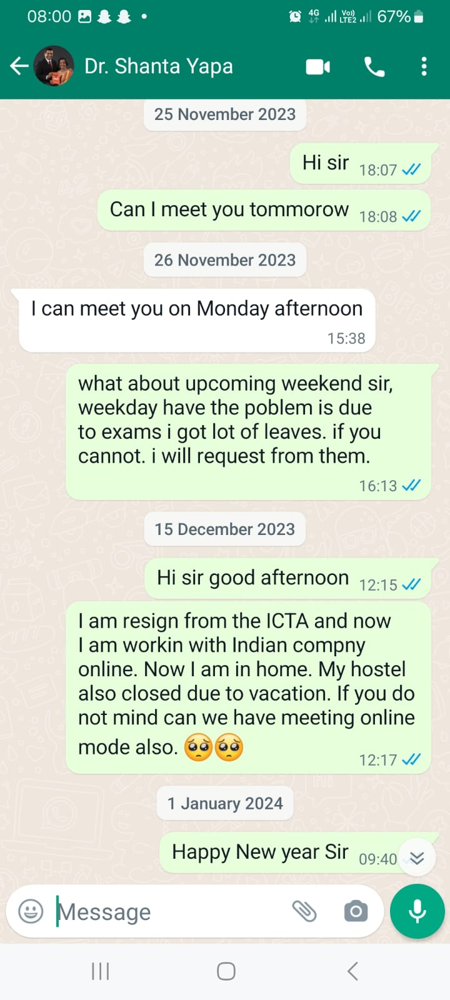 08:00
4G Vo)) LTE2 67%
Dr. Shanta Yapa
25 November 2023
Hi sir 18:07
Can I meet you tommorow 18:08
26 November 2023
I can meet you on Monday afternoon
15:38
what about upcoming weekend sir,
weekday have the poblem is due
to exams i got lot of leaves. if you
cannot. i will request from them.
16:13
15 December 2023
Hi sir good afternoon 12:15
I am resign from the ICTA and now
I am workin with Indian compny
online. Now I am in home. My hostel
also closed due to vacation. If you do
not mind can we have meeting online
mode also. 🥺🥺
12:17
1 January 2024
Happy New year Sir 09:40
Message